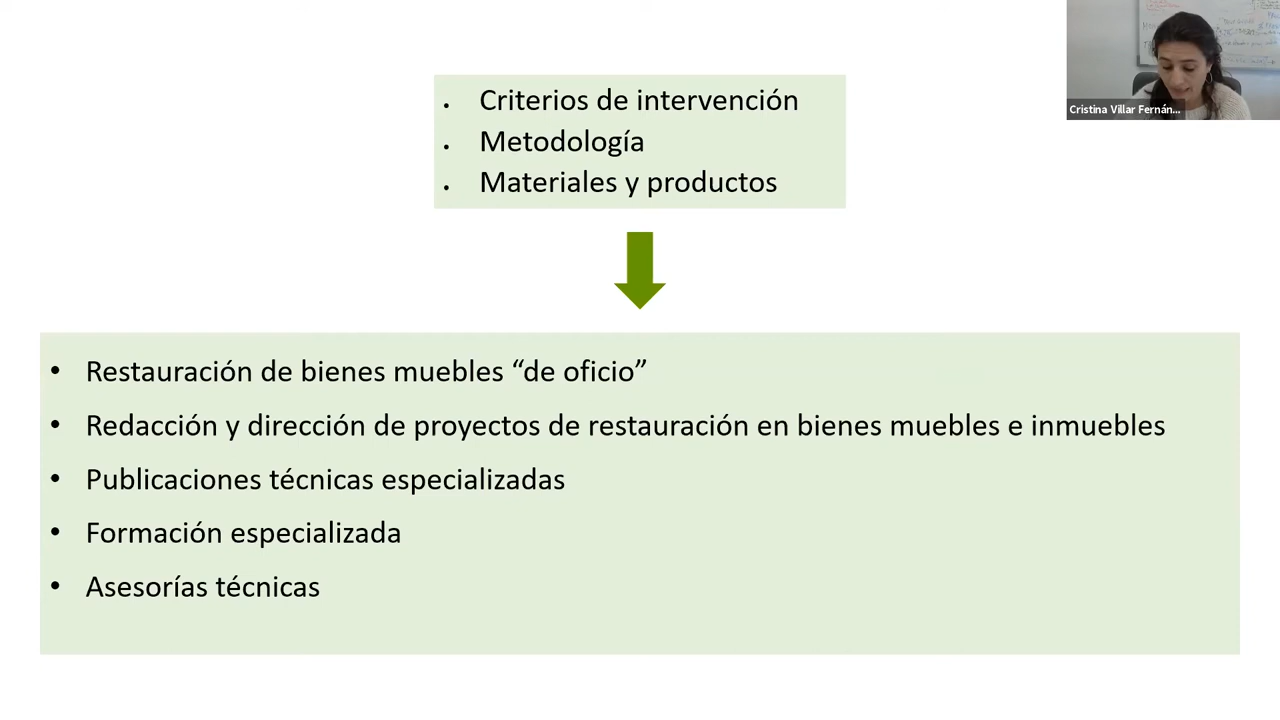 Criterios de intervención
Metodología
Materiales y productos
Cristina Villar Fernán...
Restauración de bienes muebles “de oficio”
Redacción y dirección de proyectos de restauración en bienes muebles e inmuebles
Publicaciones técnicas especializadas
Formación especializada
Asesorías técnicas